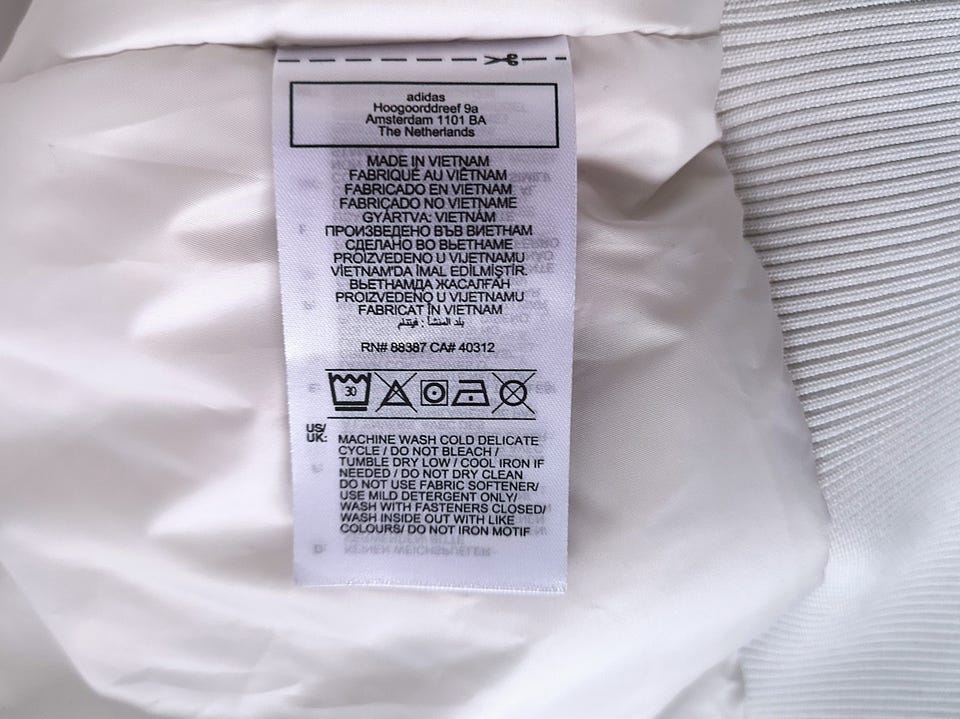 adidas
Hoogoorddreef 9a
Amsterdam 1101 BA
The Netherlands
MADE IN VIETNAM
FABRIQUÉ AU VIÊTNAM
FABRICADO EN VIETNAM
FABRICADO NO VIETNAME
GYÁRTVA: VIETNÁM
ПРОИЗВЕДЕНО ВЪВ ВИЕТНАМ
СДЕЛАНО ВО ВЬЕТНАМЕ
PROIZVEDENO U VIJETNAMU
VİETNAM'DA İMAL EDİLMİŞTİR.
ВЬЕТНАМДА ЖАСАЛҒАН
PROIZVEDENO U VIJETNAMU
FABRICAT ÎN VIETNAM
بلد المنشأ : فيتنام
RN# 88387 CA# 40312
30
US/
UK: MACHINE WASH COLD DELICATE
CYCLE / DO NOT BLEACH /
TUMBLE DRY LOW / COOL IRON IF
NEEDED / DO NOT DRY CLEAN
DO NOT USE FABRIC SOFTENER/
USE MILD DETERGENT ONLY/
WASH WITH FASTENERS CLOSED/
WASH INSIDE OUT WITH LIKE
COLOURS/ DO NOT IRON MOTIF